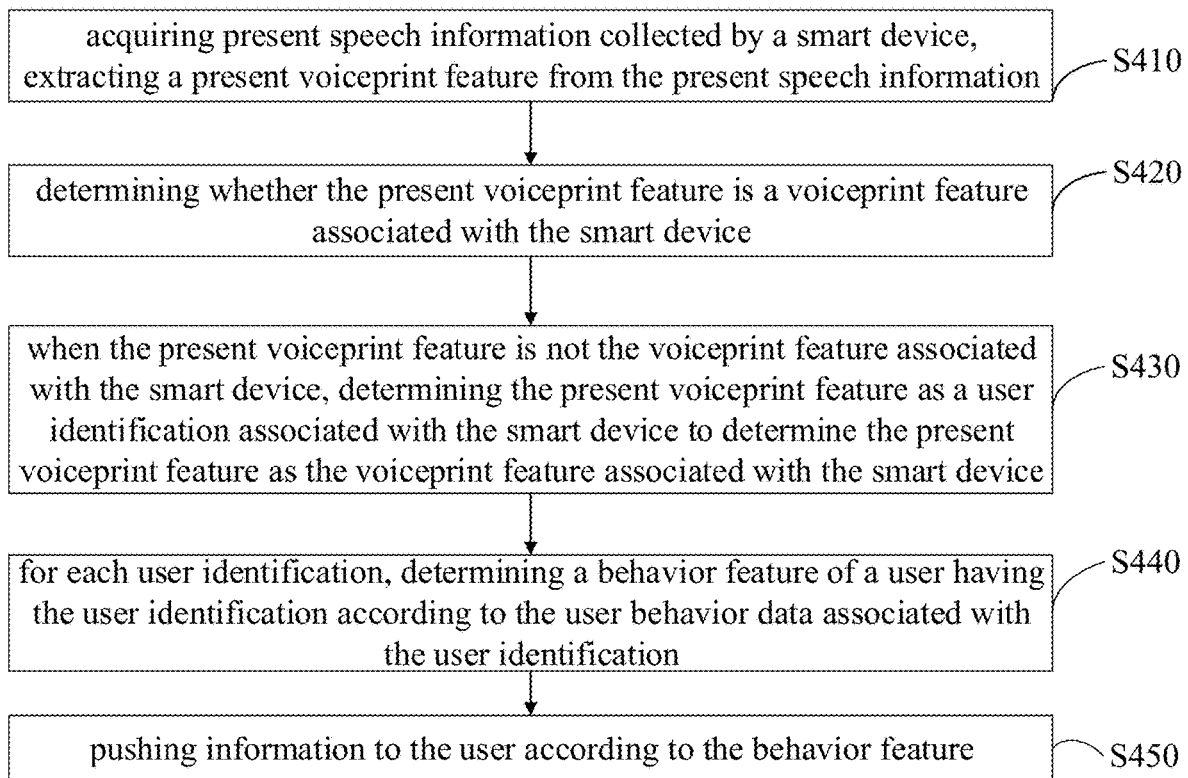 acquiring present speech information collected by a smart device,
extracting a present voiceprint feature from the present speech information
S410
determining whether the present voiceprint feature is a voiceprint feature
associated with the smart device
S420
when the present voiceprint feature is not the voiceprint feature associated
with the smart device, determining the present voiceprint feature as a user
identification associated with the smart device to determine the present
voiceprint feature as the voiceprint feature associated with the smart device
S430
for each user identification, determining a behavior feature of a user having
the user identification according to the user behavior data associated with
the user identification
S440
pushing information to the user according to the behavior feature
S450